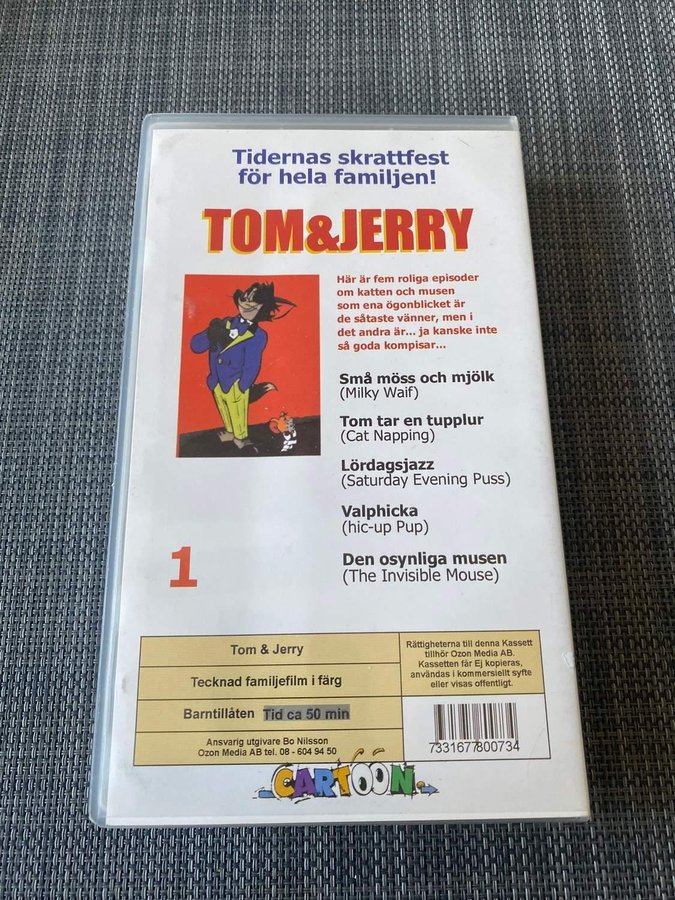 Tidernas skrattfest
för hela familjen!
TOM&JERRY
Här är fem roliga episoder
om katten och musen
som ena ögonblicket är
de såtaste vänner, men i
det andra är... ja kanske inte
så goda kompisar...
Små möss och mjölk
(Milky Waif)
Tom tar en tupplur
(Cat Napping)
Lördagsjazz
(Saturday Evening Puss)
Valphicka
(hic-up Pup)
Den osynliga musen
(The Invisible Mouse)
1
Tom & Jerry
Tecknad familjefilm i färg
Barntillåten Tid ca 50 min
Ansvarig utgivare Bo Nilsson
Ozon Media AB tel. 08 - 604 94 50
Rättigheterna till denna Kassett
tillhör Ozon Media AB.
Kassetten får Ej kopieras,
användas i kommersiellt syfte
eller visas offentligt.
7331677800734
CARTOON